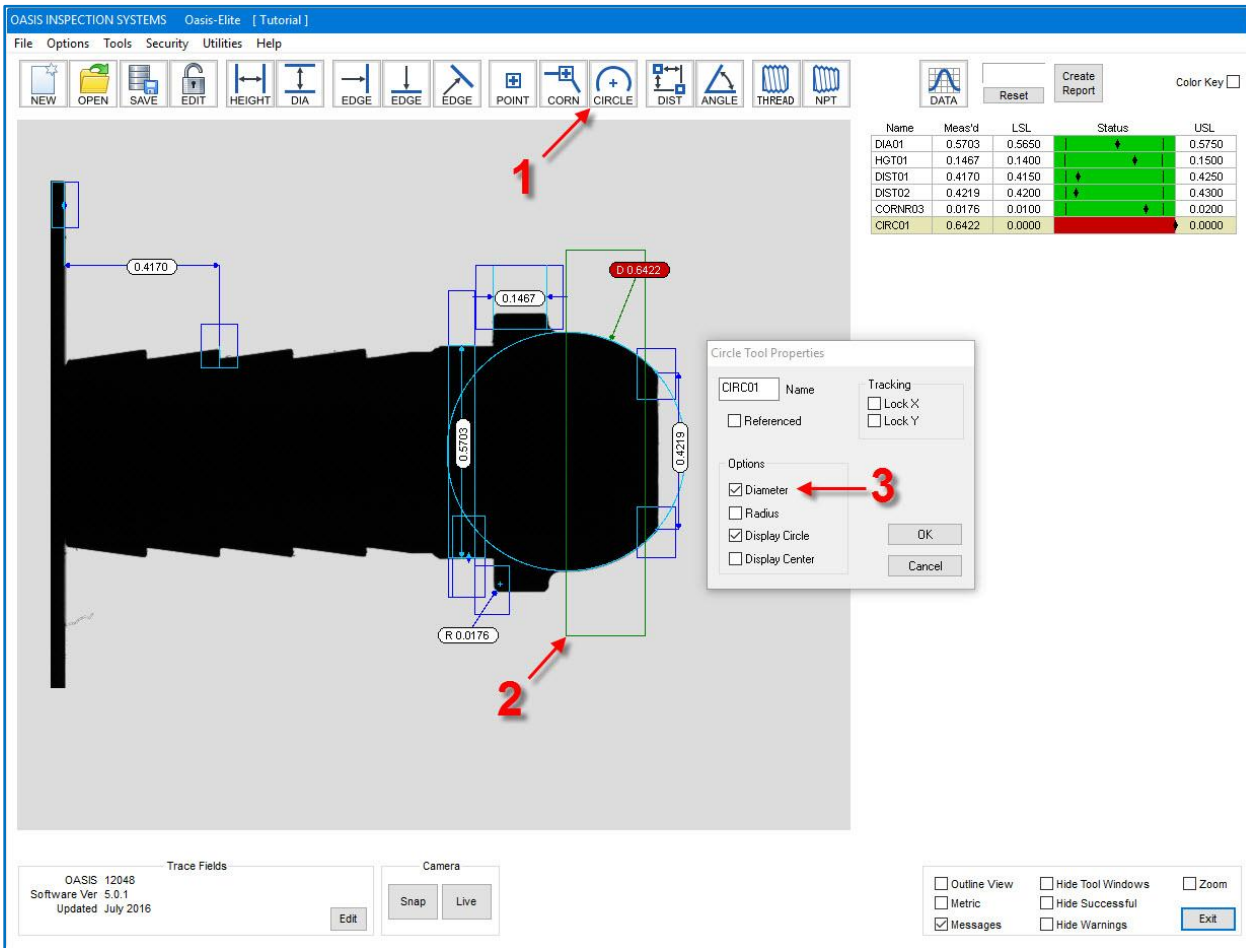 OASIS INSPECTION SYSTEMS Oasis-Elite [ Tutorial ]
File Options Tools Security Utilities Help
NEW OPEN SAVE EDIT HEIGHT DIA EDGE EDGE EDGE POINT CORN CIRCLE DIST ANGLE THREAD NPT DATA Reset Create Report Color Key
1
Name Meas'd LSL Status USL
DIA01 0.5703 0.5650 0.5750
HGT01 0.1467 0.1400 0.1500
DIST01 0.4170 0.4150 0.4250
DIST02 0.4219 0.4200 0.4300
CORNR03 0.0176 0.0100 0.0200
CIRC01 0.6422 0.0000 0.0000
0.4170
D 0.6422
0.1467
0.5703
0.4219
R 0.0176
2
Circle Tool Properties
CIRC01 Name
Referenced
Tracking
Lock X
Lock Y
Options
Diameter
3
Radius
Display Circle
Display Center
OK
Cancel
Trace Fields
OASIS 12048
Software Ver 5.0.1
Updated July 2016
Edit
Camera
Snap Live
Outline View Hide Tool Windows Zoom
Metric Hide Successful
Messages Hide Warnings Exit